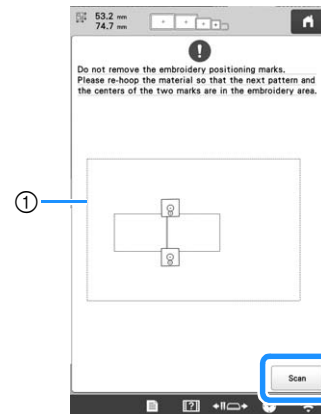 53.2 mm
74.7 mm
Do not remove the embroidery positioning marks.
Please re-hoop the material so that the next pattern and
the centers of the two marks are in the embroidery area.
①
Scan